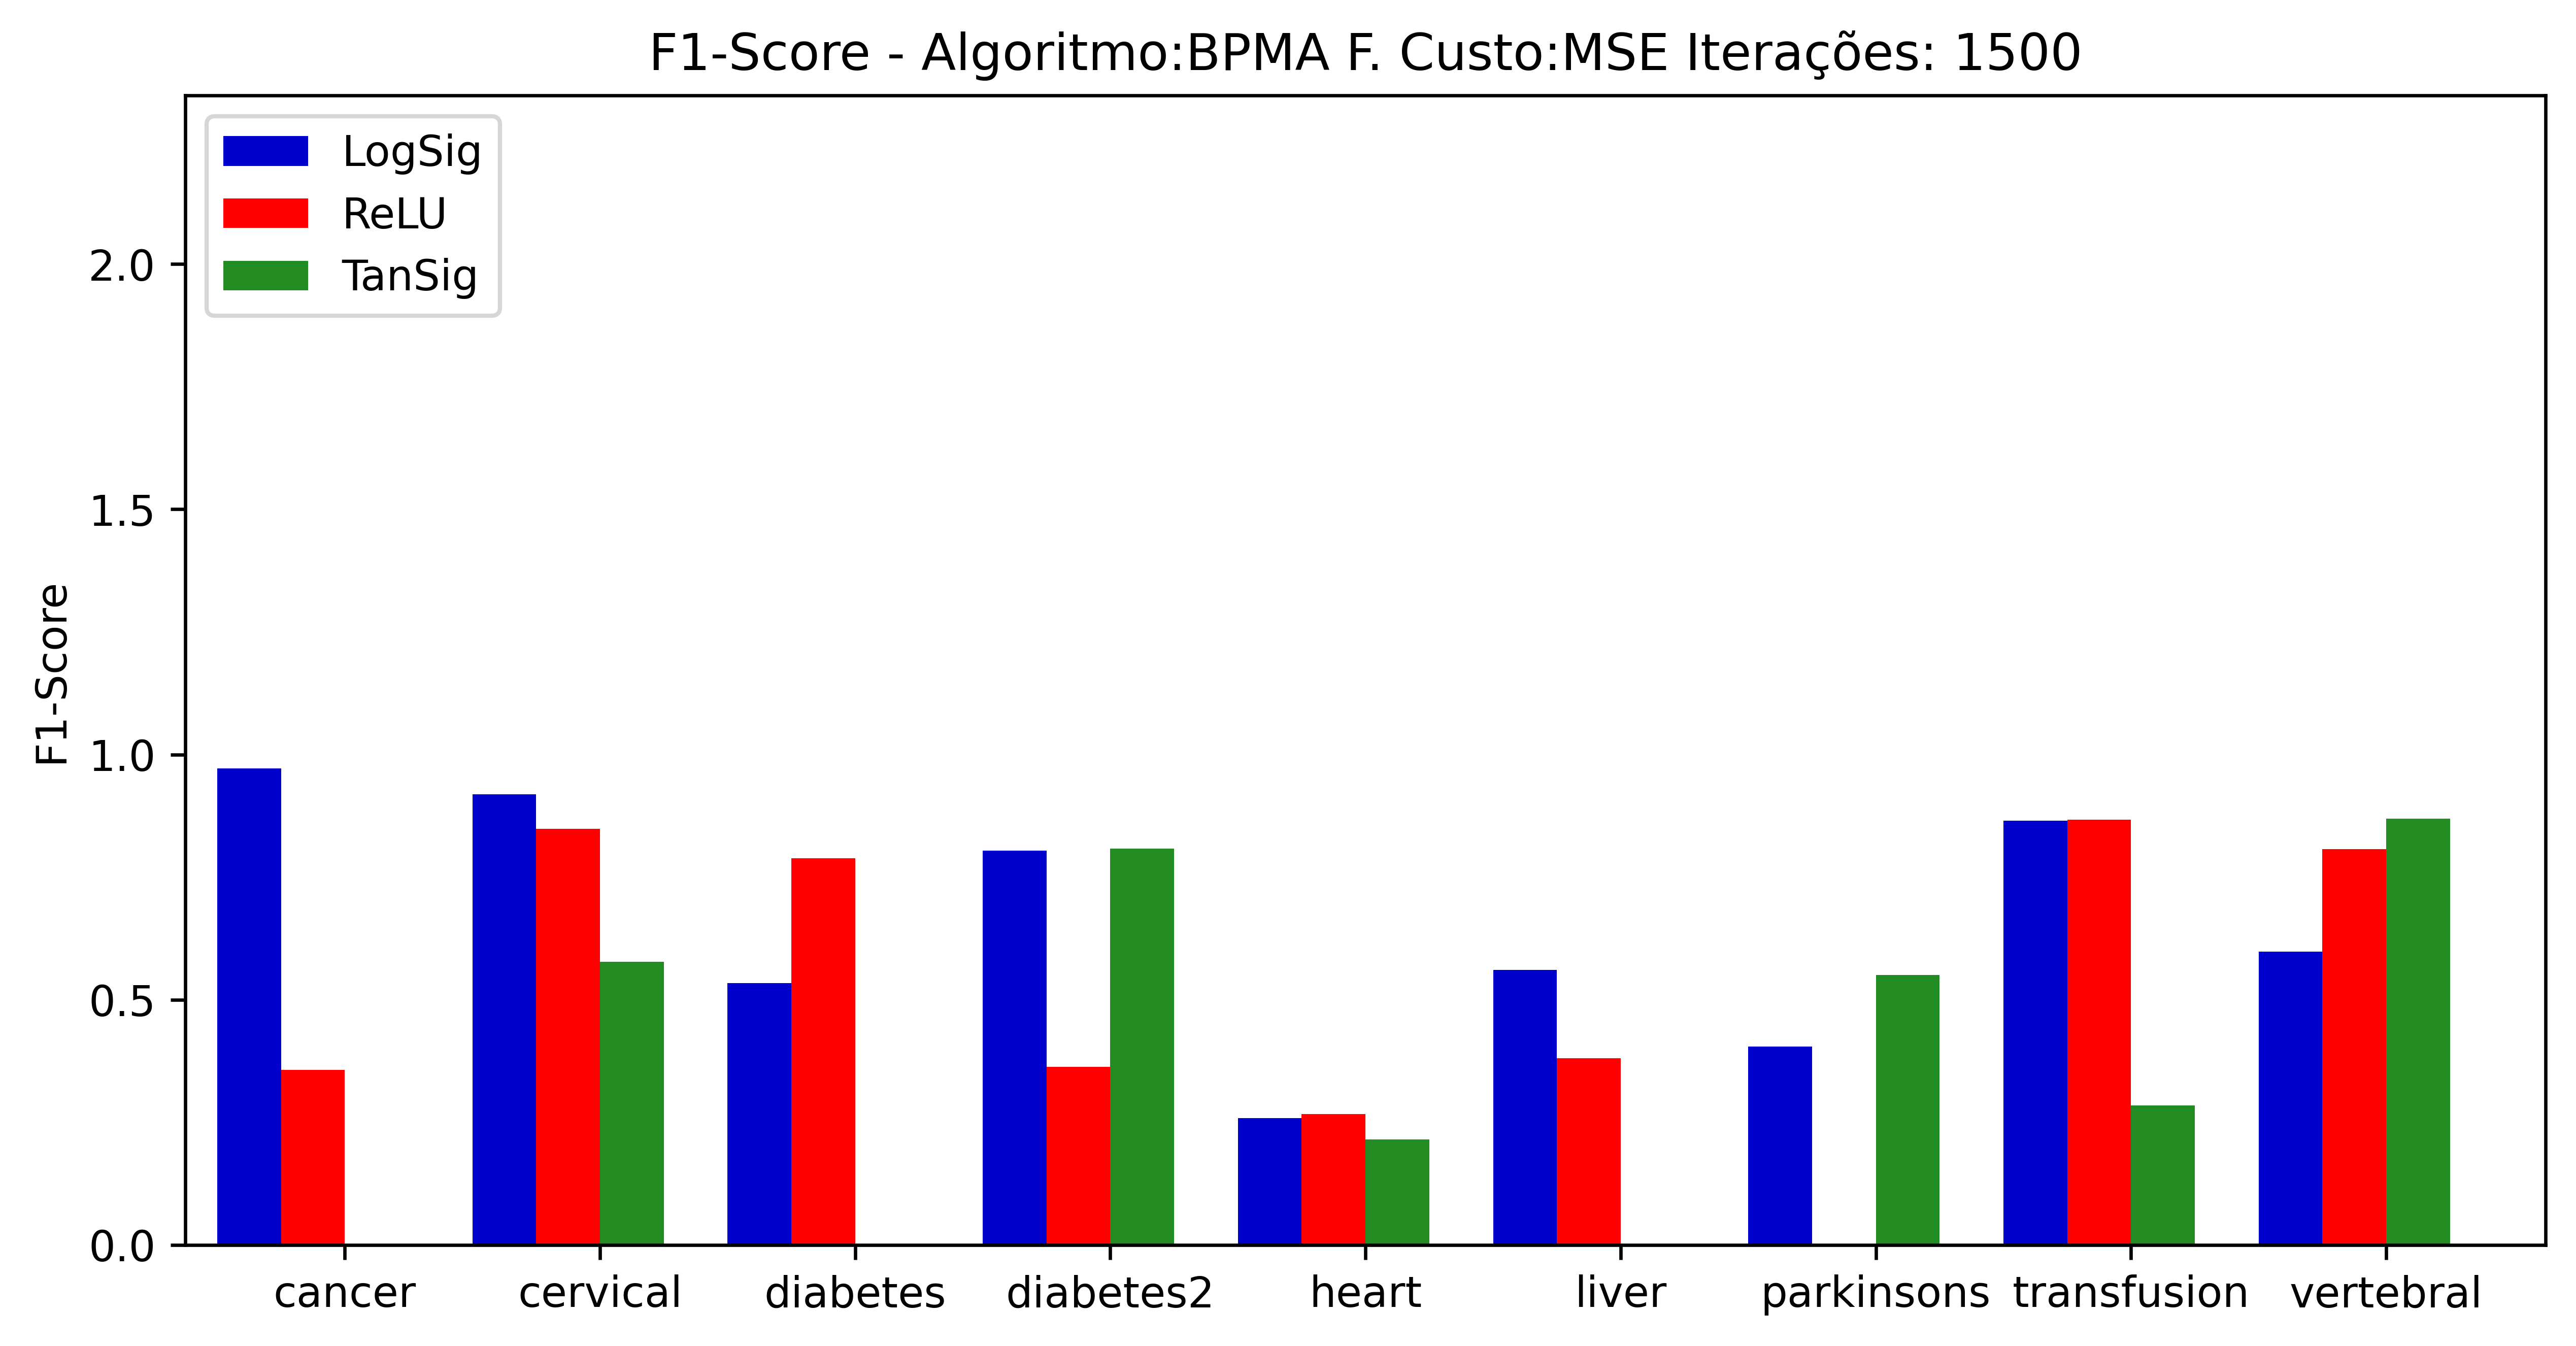 F1-Score - Algoritmo:BPMA F. Custo:MSE Iterações: 1500
LogSig
ReLU
TanSig
F1-Score
2.0
1.5
1.0
0.5
0.0
cancer cervical diabetes diabetes2 heart liver parkinsons transfusion vertebral